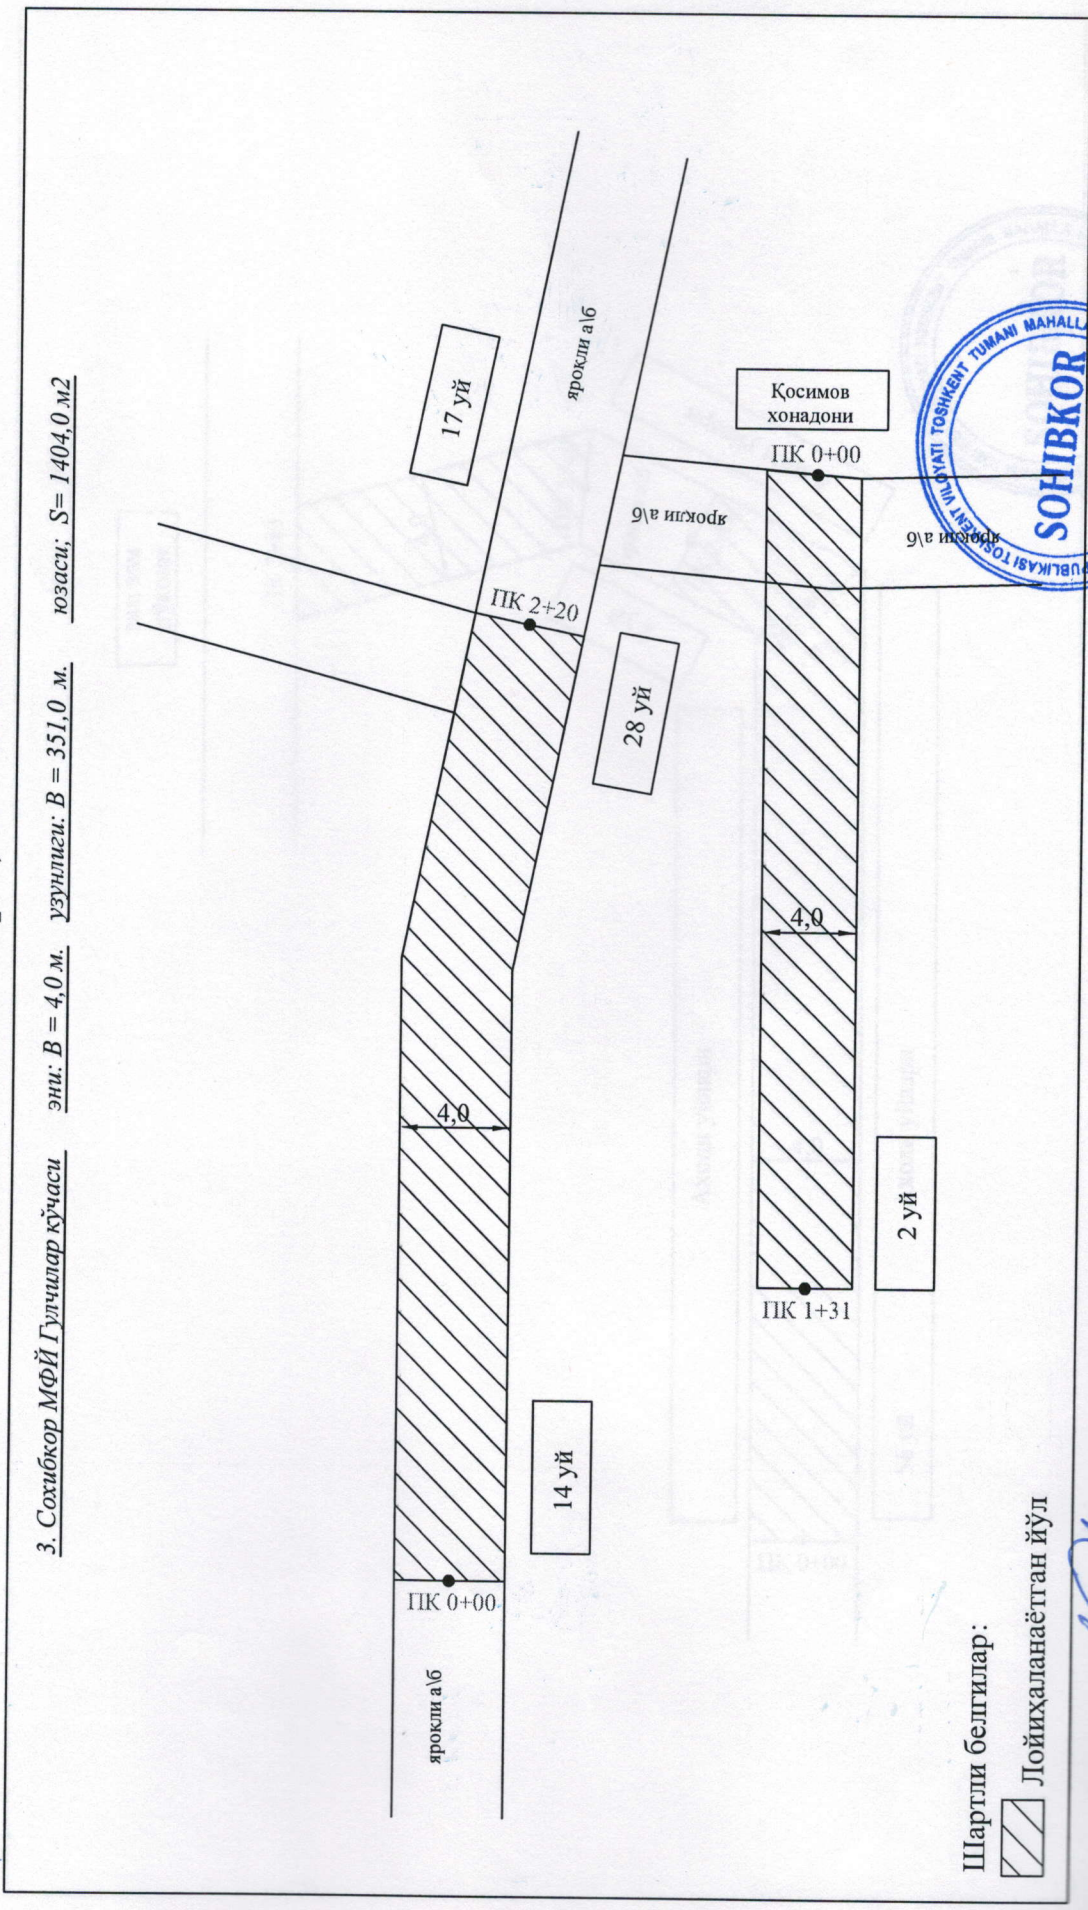 3. Сохибкор МФЙ Гулчилар кўчаси эни: В = 4,0 м. узунлиги: В = 351,0 м. юзаси; S= 1404,0 м2
17 уй
яроқли а\б
ПК 2+20
28 уй
4,0
14 уй
ПК 0+00
яроқли а\б
Қосимов
хонадони
ПК 0+00
яроқли а\б
яроқли а\б
4,0
2 уй
ПК 1+31
Шартли белгилар:
Лойиҳаланаётган йўл
TOSHKENT VILOYATI TOSHKENT TUMANI
SOHIBKOR